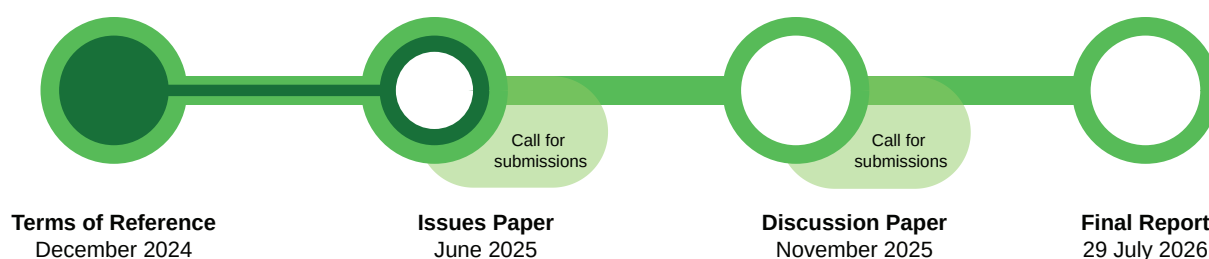 Call for
submissions
Call for
submissions
Terms of Reference
December 2024
Issues Paper
June 2025
Discussion Paper
November 2025
Final Report
29 July 2026